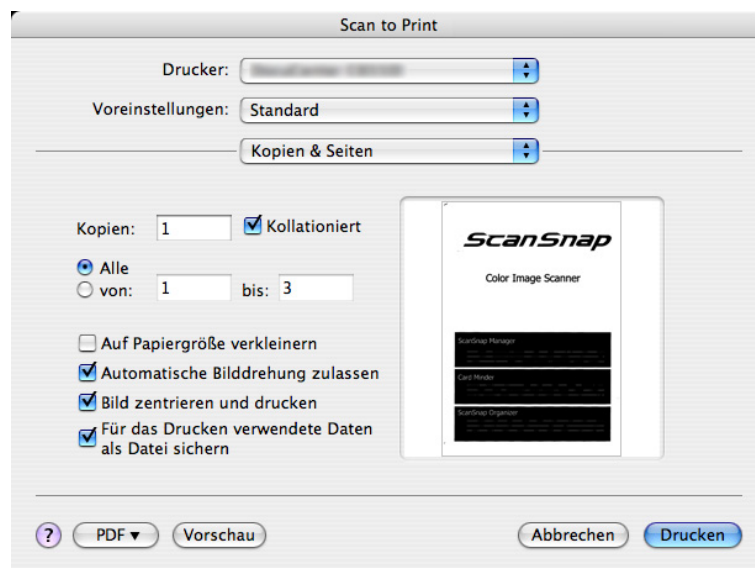 Scan to Print
Drucker:
Voreinstellungen: Standard
Kopien & Seiten
Kopien: 1 Kollationiert
Alle
von: 1 bis: 3
Auf Papiergröße verkleinern
Automatische Bilddrehung zulassen
Bild zentrieren und drucken
Für das Drucken verwendete Daten
als Datei sichern
ScanSnap
Color Image Scanner
ScanSnap Manager
Card Minder
ScanSnap Organizer
? PDF ▼ Vorschau Abbrechen Drucken